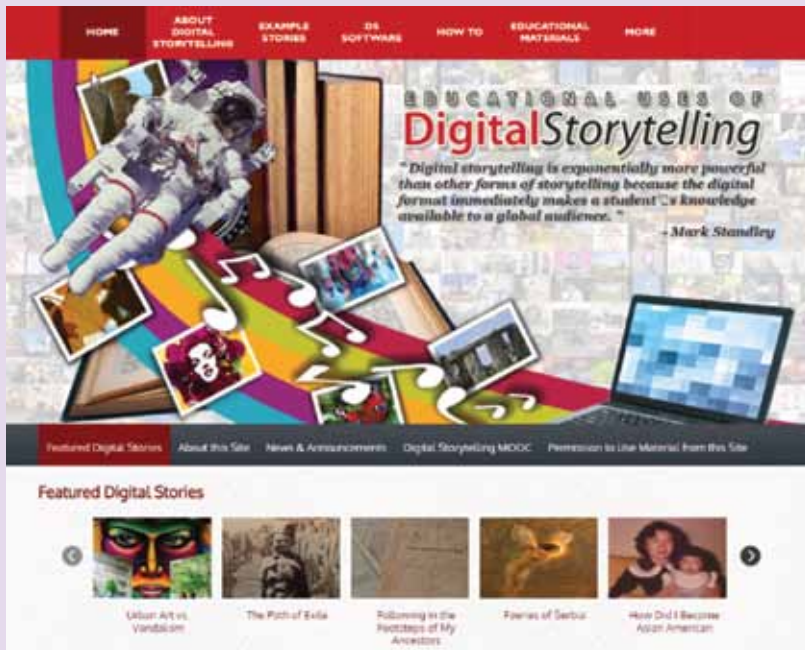 HOME
ABOUT
DIGITAL
STORYTELLING
EXAMPLE
STORIES
DS
SOFTWARE
HOW TO
EDUCATIONAL
MATERIALS
MORE
EDUCATIONAL USES OF
DigitalStorytelling
"Digital storytelling is exponentially more powerful
than other forms of storytelling because the digital
format immediately makes a student s knowledge
available to a global audience. "
- Mark Standley
Featured Digital Stories About this Site News & Announcements Digital Storytelling MOOC Permission to Use Material from this Site
Featured Digital Stories
Urban Art vs.
Vandalism
The Path of Exile
Following in the
Footsteps of My
Ancestors
Faeries of Serbia
How Did I Become
Asian American